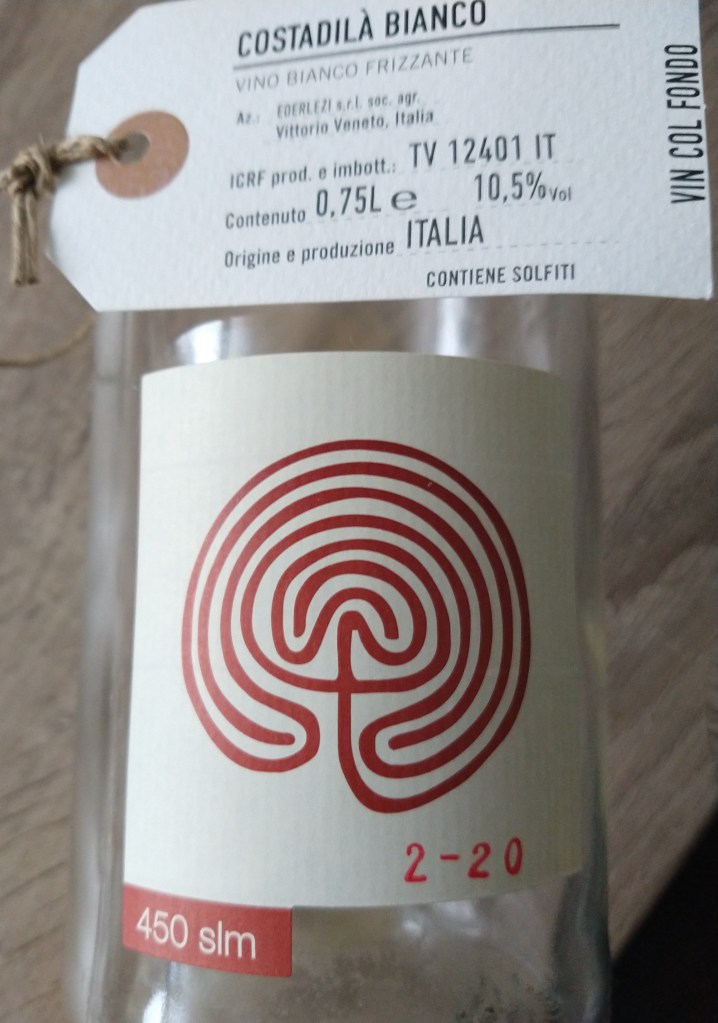 COSTADILÀ BIANCO
VINO BIANCO FRIZZANTE
Az.: EDERLEZI s.r.l. soc. agr.
Vittorio Veneto, Italia
ICRF prod. e imbott.: TV 12401 IT
Contenuto 0,75L e 10,5% Vol
Origine e produzione ITALIA
CONTIENE SOLFITI
VIN COL FONDO
2-20
450 slm